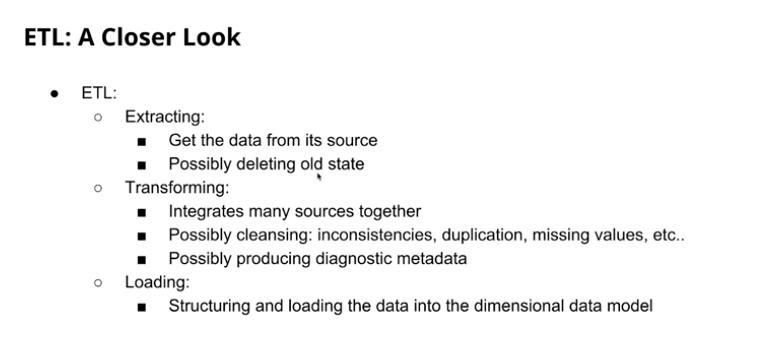 ETL: A Closer Look
● ETL:
○ Extracting:
■ Get the data from its source
■ Possibly deleting old state
○ Transforming:
■ Integrates many sources together
■ Possibly cleansing: inconsistencies, duplication, missing values, etc..
■ Possibly producing diagnostic metadata
○ Loading:
■ Structuring and loading the data into the dimensional data model